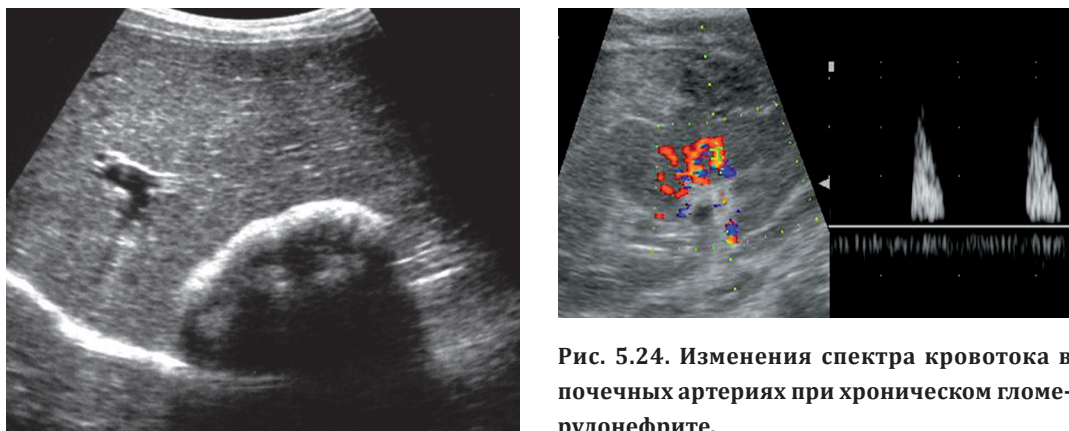 Рис. 5.24. Изменения спектра кровотока в
почечных артериях при хроническом гломе-
рулонефрите.